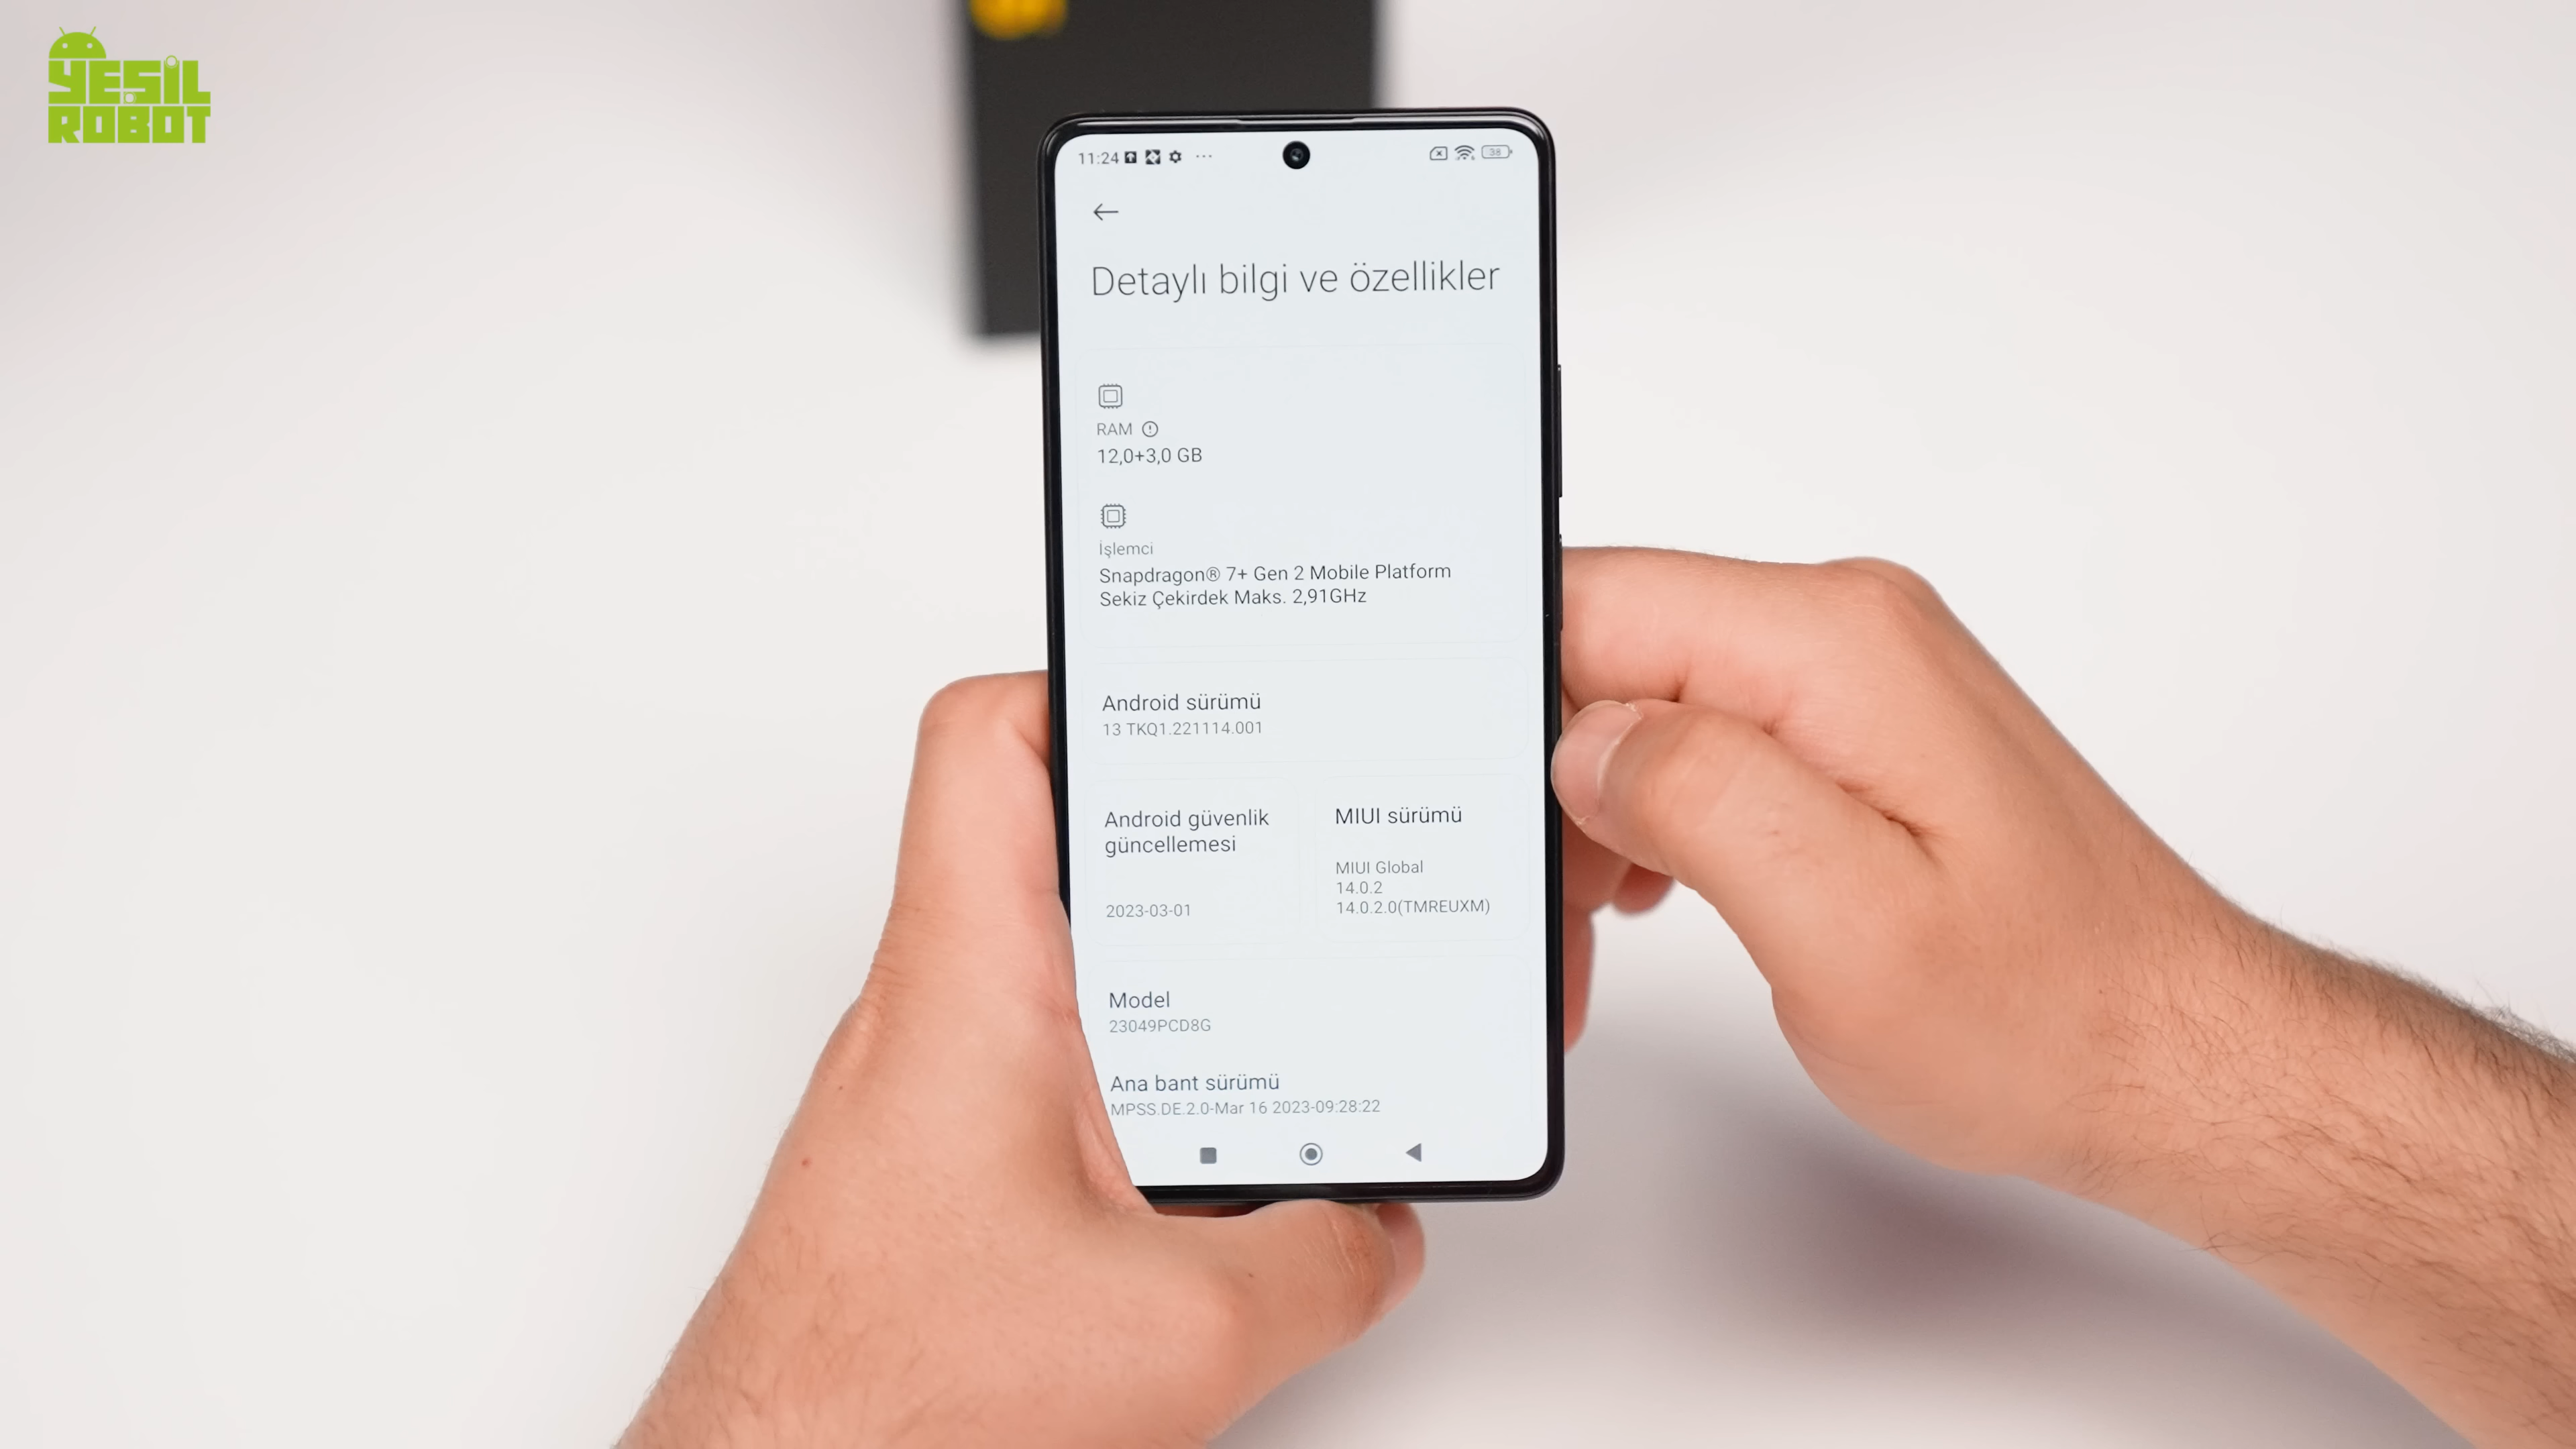 YEŞİL
ROBOT
11:24
38
Detaylı bilgi ve özellikler
RAM
12,0+3,0 GB
İşlemci
Snapdragon® 7+ Gen 2 Mobile Platform
Sekiz Çekirdek Maks. 2,91GHz
Android sürümü
13 TKQ1.221114.001
Android güvenlik
güncellemesi
2023-03-01
MIUI sürümü
MIUI Global
14.0.2
14.0.2.0(TMREUXM)
Model
23049PCD8G
Ana bant sürümü
MPSS.DE.2.0-Mar 16 2023-09:28:22